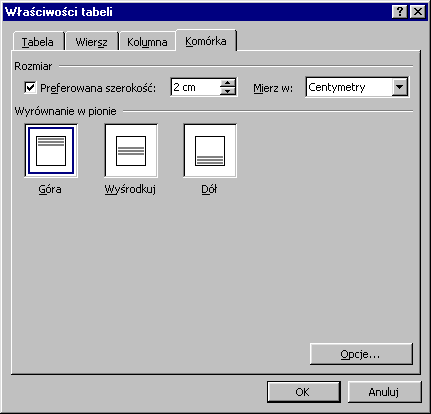 Właściwości tabeli
Tabela Wiersz Kolumna Komórka
Rozmiar
Preferowana szerokość: 2 cm Mierz w: Centymetry
Wyrównanie w pionie
Góra Wyśrodkuj Dół
Opcje...
OK Anuluj